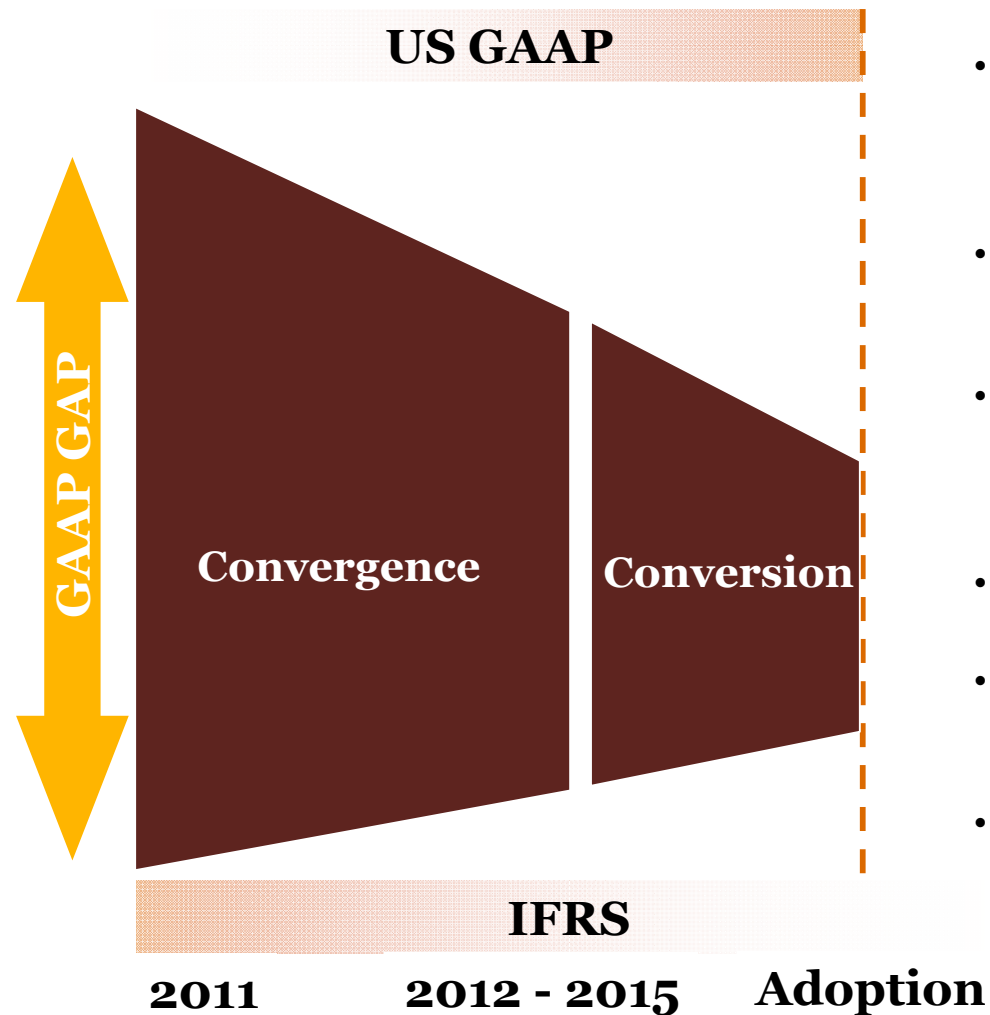 US GAAP
GAAP GAP
Convergence
Conversion
IFRS
2011
2012 - 2015
Adoption